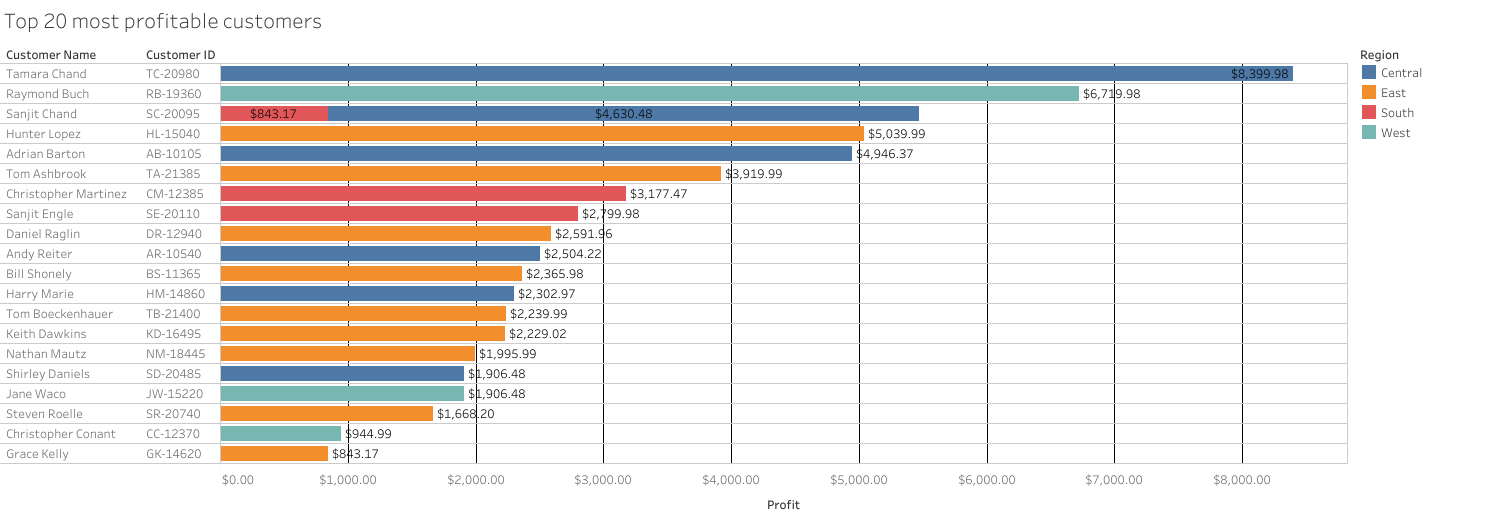 Top 20 most profitable customers
Customer Name Customer ID Region
Tamara Chand TC-20980 $8,399.98 Central
Raymond Buch RB-19360 $6,719.98 East
Sanjit Chand SC-20095 $843.17 $4,630.48 South
Hunter Lopez HL-15040 $5,039.99 West
Adrian Barton AB-10105 $4,946.37
Tom Ashbrook TA-21385 $3,919.99
Christopher Martinez CM-12385 $3,177.47
Sanjit Engle SE-20110 $2,799.98
Daniel Raglin DR-12940 $2,591.96
Andy Reiter AR-10540 $2,504.22
Bill Shonely BS-11365 $2,365.98
Harry Marie HM-14860 $2,302.97
Tom Boeckenhauer TB-21400 $2,239.99
Keith Dawkins KD-16495 $2,229.02
Nathan Mautz NM-18445 $1,995.99
Shirley Daniels SD-20485 $1,906.48
Jane Waco JW-15220 $1,906.48
Steven Roelle SR-20740 $1,668.20
Christopher Conant CC-12370 $944.99
Grace Kelly GK-14620 $843.17
$0.00 $1,000.00 $2,000.00 $3,000.00 $4,000.00 $5,000.00 $6,000.00 $7,000.00 $8,000.00
Profit